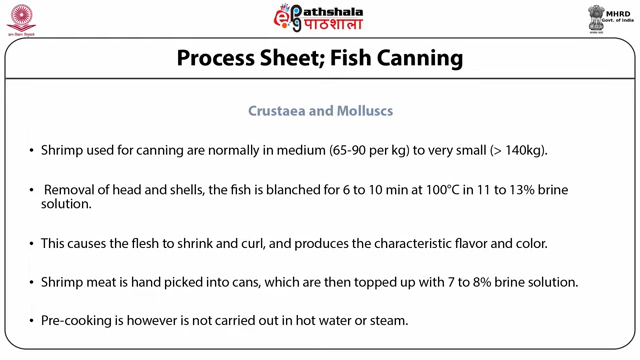 ePathshala
पाठशाला
MHRD
Govt. of India
Process Sheet; Fish Canning
Crustaea and Molluscs
• Shrimp used for canning are normally in medium (65-90 per kg) to very small (> 140kg).
• Removal of head and shells, the fish is blanched for 6 to 10 min at 100°C in 11 to 13% brine
solution.
• This causes the flesh to shrink and curl, and produces the characteristic flavor and color.
• Shrimp meat is hand picked into cans, which are then topped up with 7 to 8% brine solution.
• Pre-cooking is however is not carried out in hot water or steam.